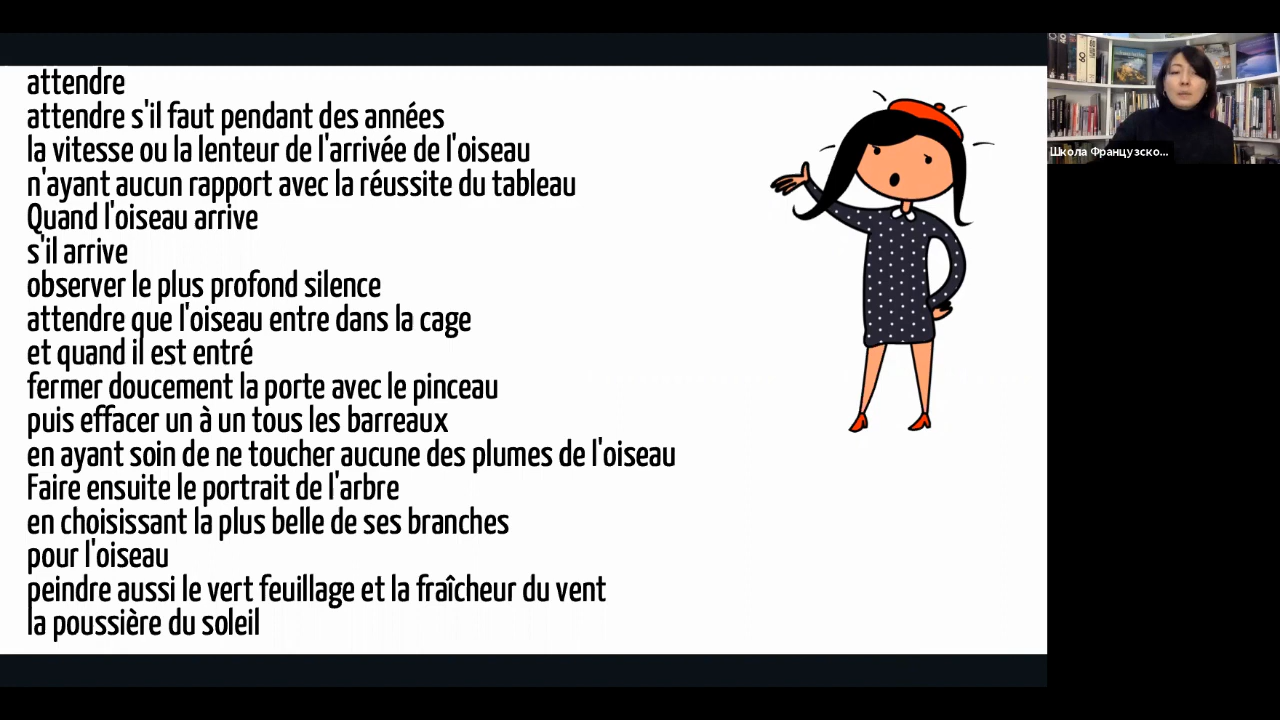 attendre
attendre s'il faut pendant des années
la vitesse ou la lenteur de l'arrivée de l'oiseau
n'ayant aucun rapport avec la réussite du tableau
Quand l'oiseau arrive
s'il arrive
observer le plus profond silence
attendre que l'oiseau entre dans la cage
et quand il est entré
fermer doucement la porte avec le pinceau
puis effacer un à un tous les barreaux
en ayant soin de ne toucher aucune des plumes de l'oiseau
Faire ensuite le portrait de l'arbre
en choisissant la plus belle de ses branches
pour l'oiseau
peindre aussi le vert feuillage et la fraîcheur du vent
la poussière du soleil
Школа Французско...